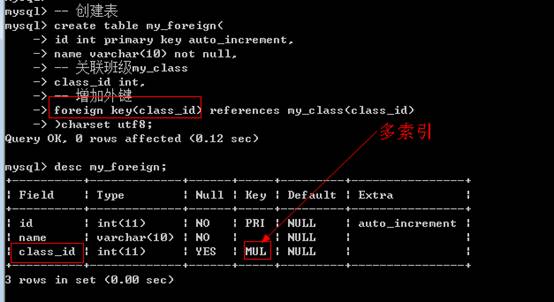 mysql> -- 创建表
mysql> create table my_foreign(
-> id int primary key auto_increment,
-> name varchar(10) not null,
-> -- 关联班级my_class
-> class_id int,
-> -- 增加外键
-> foreign key(class_id) references my_class(class_id)
-> )charset utf8;
Query OK, 0 rows affected (0.12 sec)
多索引
mysql> desc my_foreign;
+----------+-------------+------+-----+---------+----------------+
| Field | Type | Null | Key | Default | Extra |
+----------+-------------+------+-----+---------+----------------+
| id | int(11) | NO | PRI | NULL | auto_increment |
| name | varchar(10) | NO | | NULL | |
| class_id | int(11) | YES | MUL | NULL | |
+----------+-------------+------+-----+---------+----------------+
3 rows in set (0.00 sec)